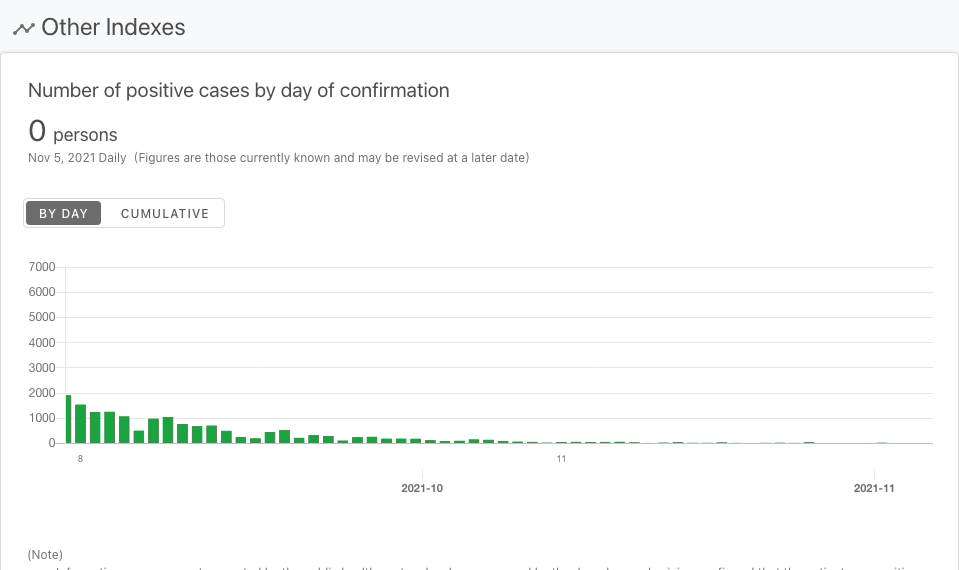 Other Indexes
Number of positive cases by day of confirmation
0 persons
Nov 5, 2021 Daily (Figures are those currently known and may be revised at a later date)
BY DAY CUMULATIVE
7000
6000
5000
4000
3000
2000
1000
0
8 11
2021-10 2021-11
(Note)